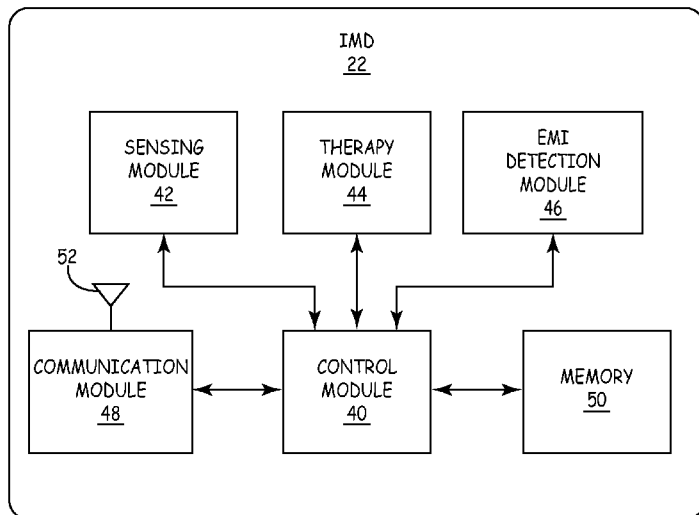 IMD
22
SENSING
MODULE
42
THERAPY
MODULE
44
EMI
DETECTION
MODULE
46
52
COMMUNICATION
MODULE
48
CONTROL
MODULE
40
MEMORY
50